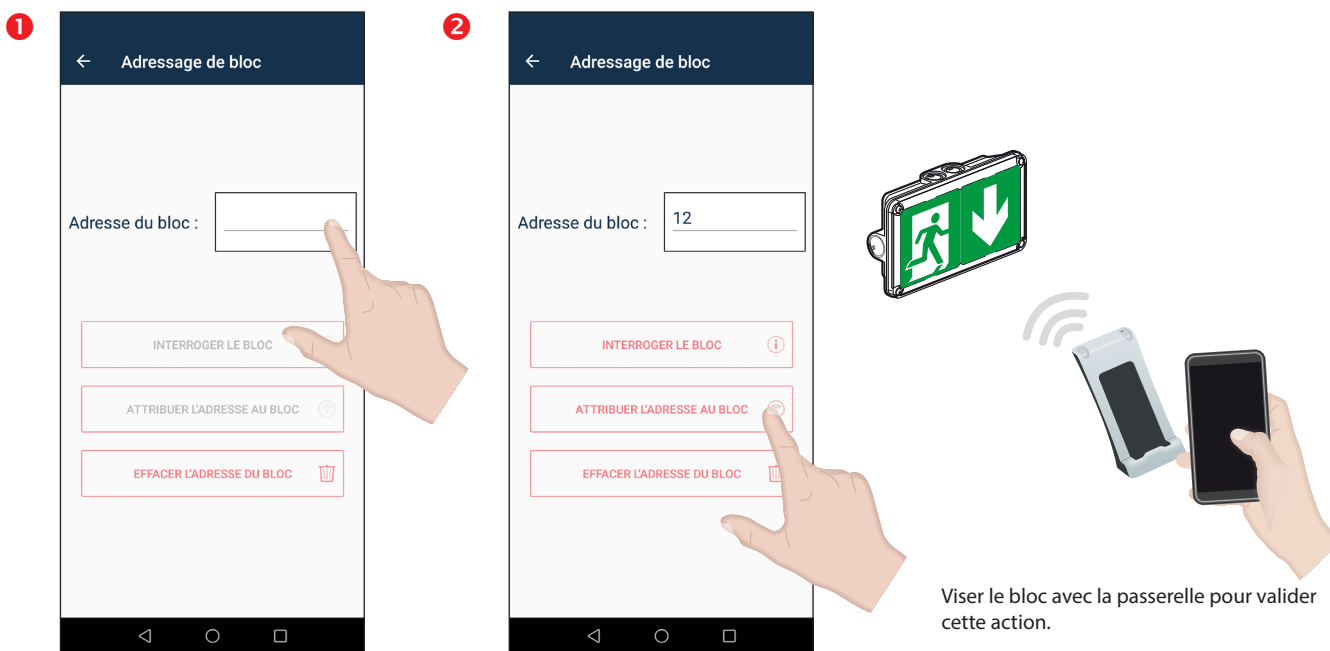 1
Adressage de bloc
Adresse du bloc :
INTERROGER LE BLOC
ATTRIBUER L'ADRESSE AU BLOC
EFFACER L'ADRESSE DU BLOC
2
Adressage de bloc
Adresse du bloc :
12
INTERROGER LE BLOC
ATTRIBUER L'ADRESSE AU BLOC
EFFACER L'ADRESSE DU BLOC
Viser le bloc avec la passerelle pour valider
cette action.